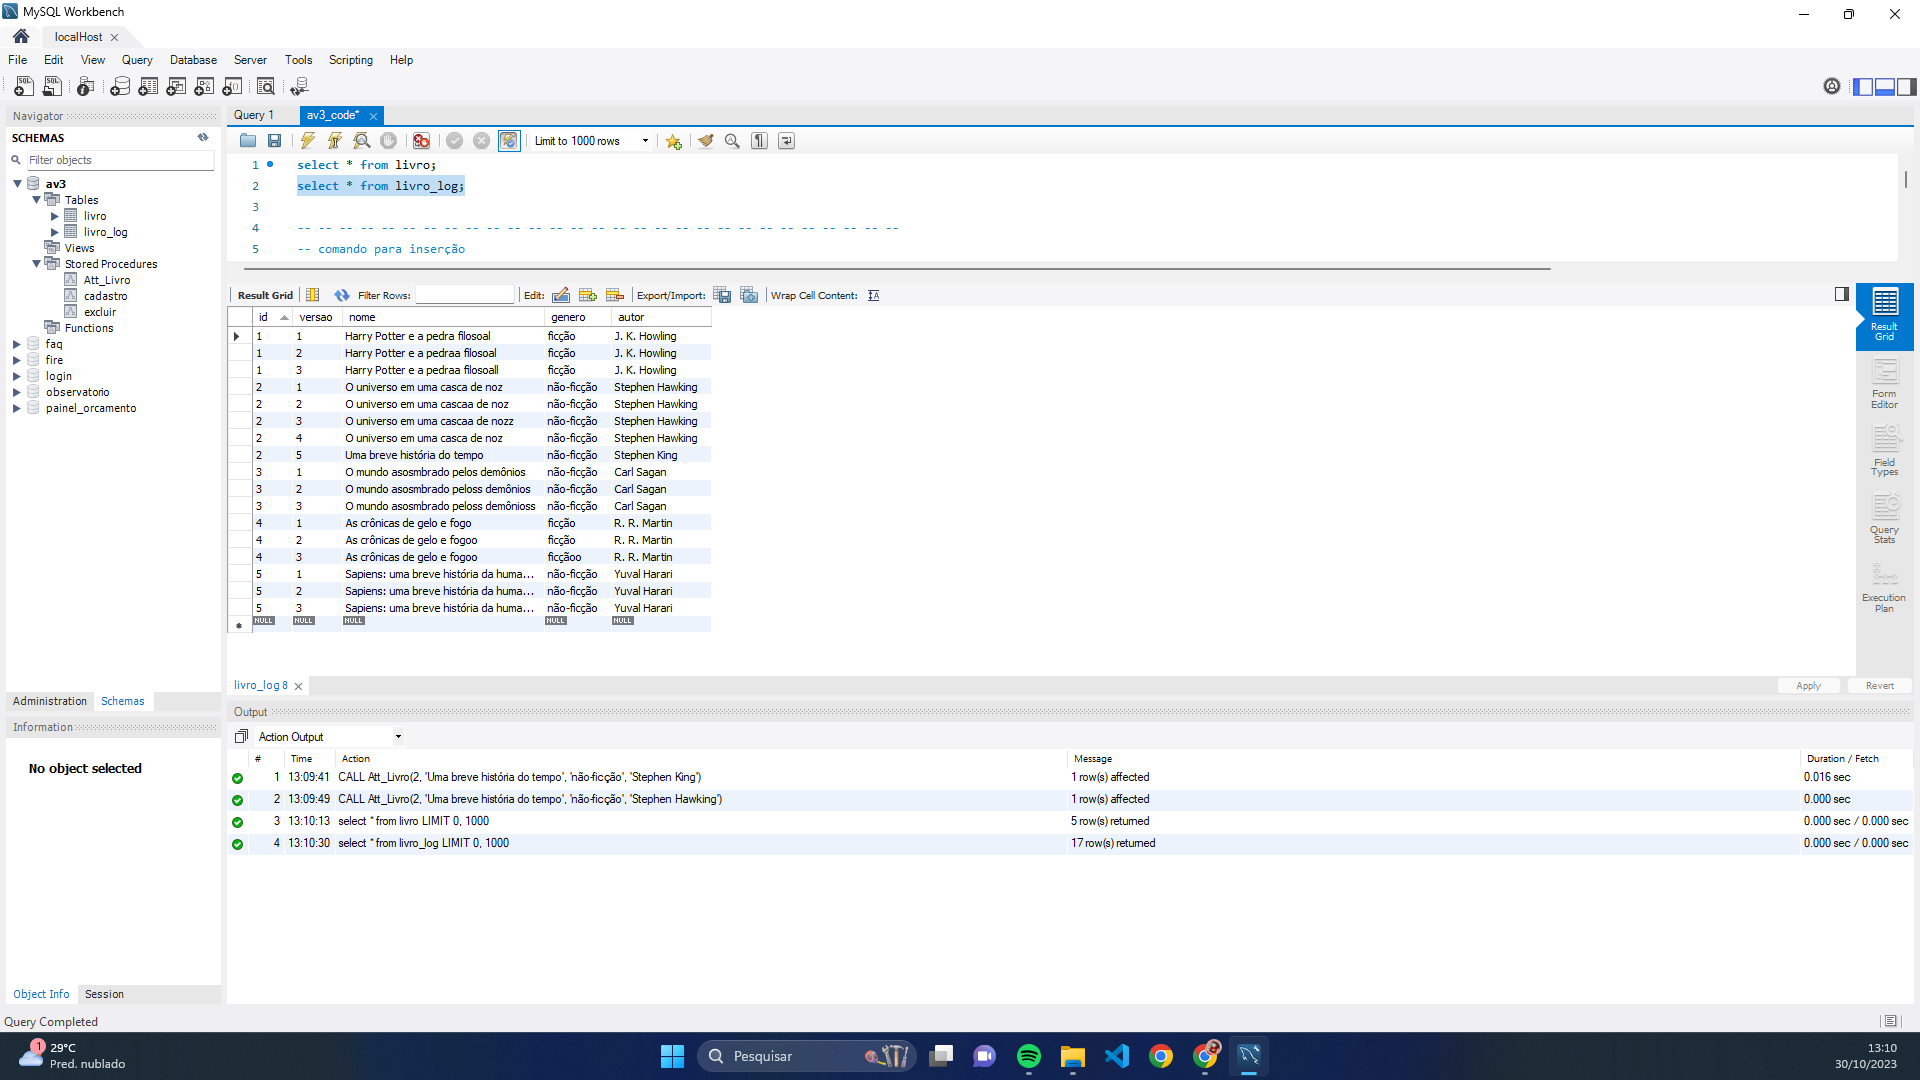 MySQL Workbench
localHost
File Edit View Query Database Server Tools Scripting Help
Navigator
SCHEMAS
Filter objects
av3
Tables
livro
livro_log
Views
Stored Procedures
Att_Livro
cadastro
excluir
Functions
faq
fire
login
observatorio
painel_orcamento
Administration Schemas
Information
No object selected
Object Info Session
Query Completed
Query 1 av3_code*
Limit to 1000 rows
1 select * from livro;
2 select * from livro_log;
3
4 -- -- -- -- -- -- -- -- -- -- -- -- -- -- -- -- -- -- -- -- -- -- -- -- -- -- -- -- --
5 -- comando para inserção
Result Grid Filter Rows: Edit: Export/Import: Wrap Cell Content:
id versao nome genero autor
1 1 Harry Potter e a pedra filosoal ficção J. K. Howling
1 2 Harry Potter e a pedraa filosoal ficção J. K. Howling
1 3 Harry Potter e a pedraa filosoall ficção J. K. Howling
2 1 O universo em uma casca de noz não-ficção Stephen Hawking
2 2 O universo em uma cascaa de noz não-ficção Stephen Hawking
2 3 O universo em uma cascaa de nozz não-ficção Stephen Hawking
2 4 O universo em uma casca de noz não-ficção Stephen Hawking
2 5 Uma breve história do tempo não-ficção Stephen King
3 1 O mundo asosmbrado pelos demônios não-ficção Carl Sagan
3 2 O mundo asosmbrado peloss demônios não-ficção Carl Sagan
3 3 O mundo asosmbrado peloss demônioss não-ficção Carl Sagan
4 1 As crônicas de gelo e fogo ficção R. R. Martin
4 2 As crônicas de gelo e fogoo ficção R. R. Martin
4 3 As crônicas de gelo e fogoo ficçãoo R. R. Martin
5 1 Sapiens: uma breve história da huma... não-ficção Yuval Harari
5 2 Sapiens: uma breve história da huma... não-ficção Yuval Harari
5 3 Sapiens: uma breve história da huma... não-ficção Yuval Harari
NULL NULL NULL NULL NULL
Result
Grid
Form
Editor
Field
Types
Query
Stats
Execution
Plan
livro_log 8
Apply Revert
Output
Action Output
# Time Action Message Duration / Fetch
1 13:09:41 CALL Att_Livro(2, 'Uma breve história do tempo', 'não-ficção', 'Stephen King') 1 row(s) affected 0.016 sec
2 13:09:49 CALL Att_Livro(2, 'Uma breve história do tempo', 'não-ficção', 'Stephen Hawking') 1 row(s) affected 0.000 sec
3 13:10:13 select * from livro LIMIT 0, 1000 5 row(s) returned 0.000 sec / 0.000 sec
4 13:10:30 select * from livro_log LIMIT 0, 1000 17 row(s) returned 0.000 sec / 0.000 sec
1
29°C
Pred. nublado
Pesquisar
13:10
30/10/2023